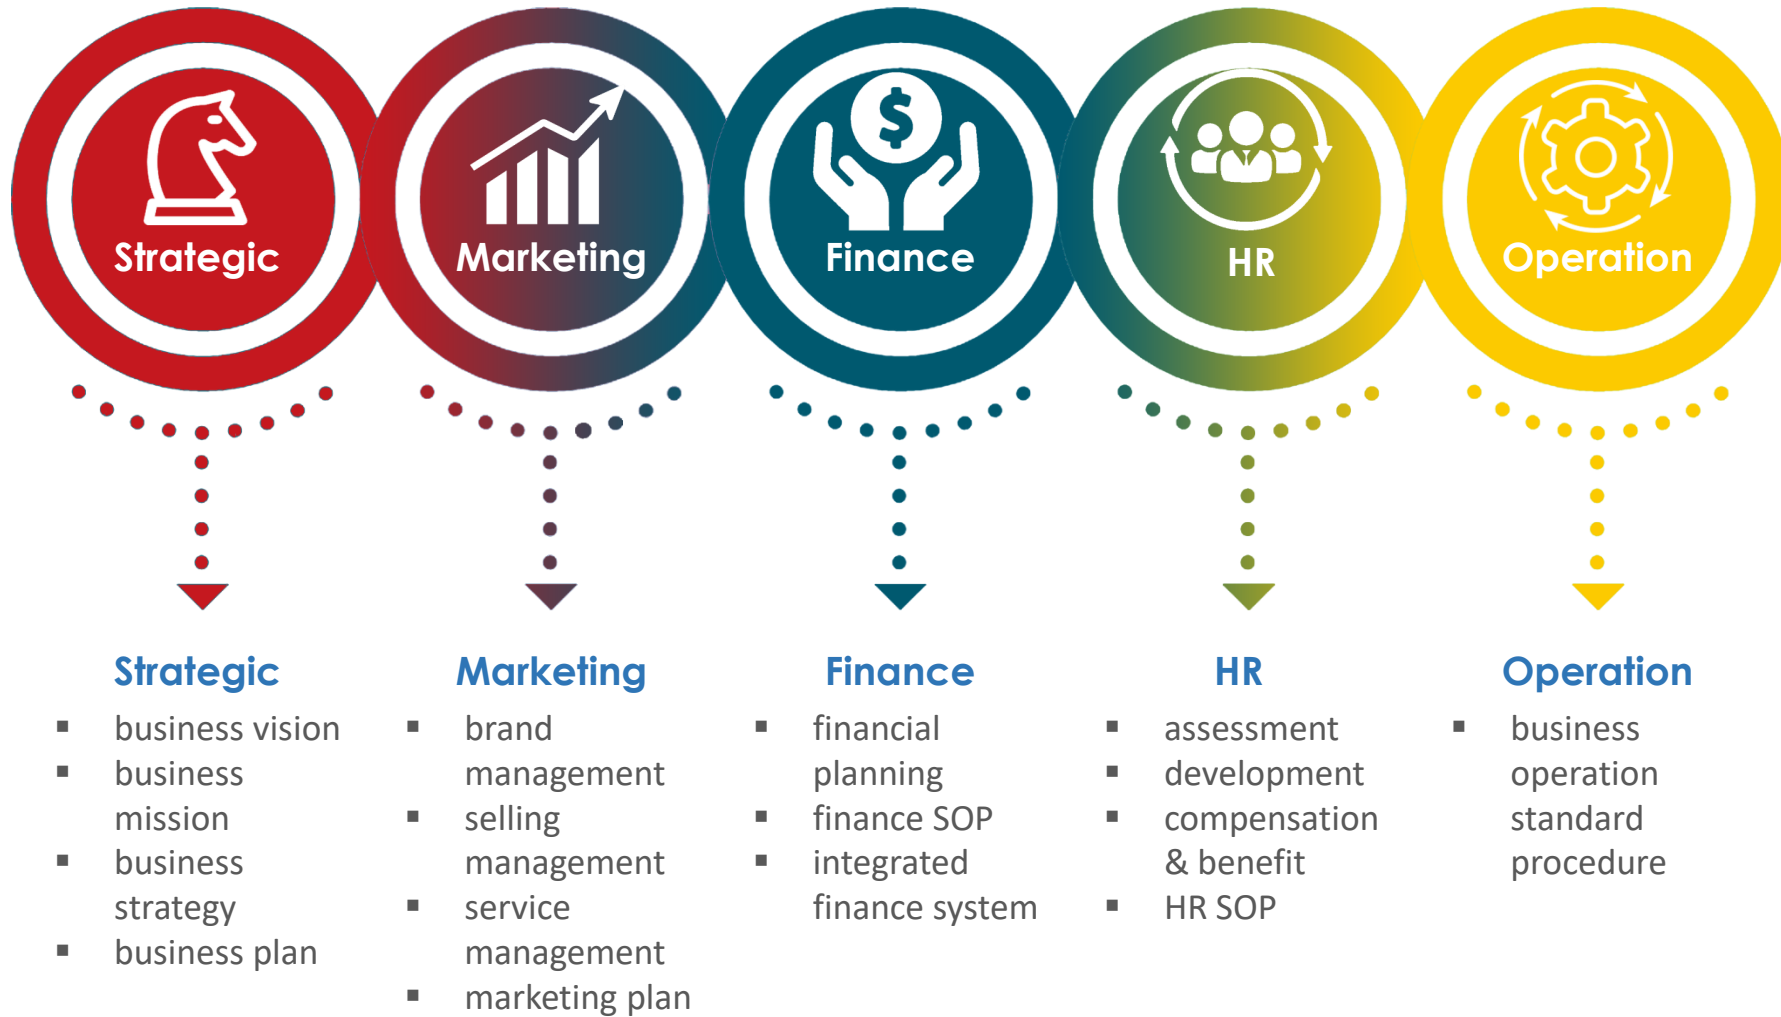 Strategic
Marketing
$
Finance
HR
Operation
Strategic
▪ business vision
▪ business
mission
▪ business
strategy
▪ business plan
Marketing
▪ brand
management
▪ selling
management
▪ service
management
▪ marketing plan
Finance
▪ financial
planning
▪ finance SOP
▪ integrated
finance system
HR
▪ assessment
▪ development
▪ compensation
& benefit
▪ HR SOP
Operation
▪ business
operation
standard
procedure